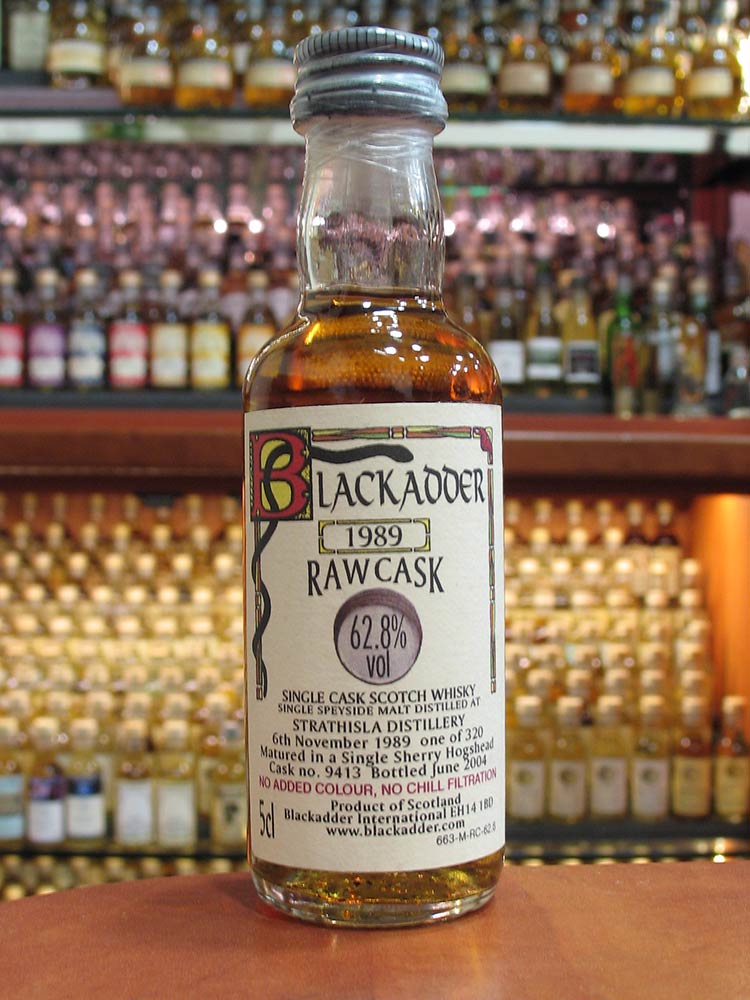 BLACKADDER
1989
RAW CASK
62.8%
vol
SINGLE CASK SCOTCH WHISKY
SINGLE SPEYSIDE MALT DISTILLED AT
STRATHISLA DISTILLERY
6th November 1989 one of 320
Matured in a Single Sherry Hogshead
Cask no. 9413 Bottled June 2004
NO ADDED COLOUR, NO CHILL FILTRATION
Product of Scotland
Blackadder International EH14 1BD
www.blackadder.com
5cl
663-M-RC-62.8